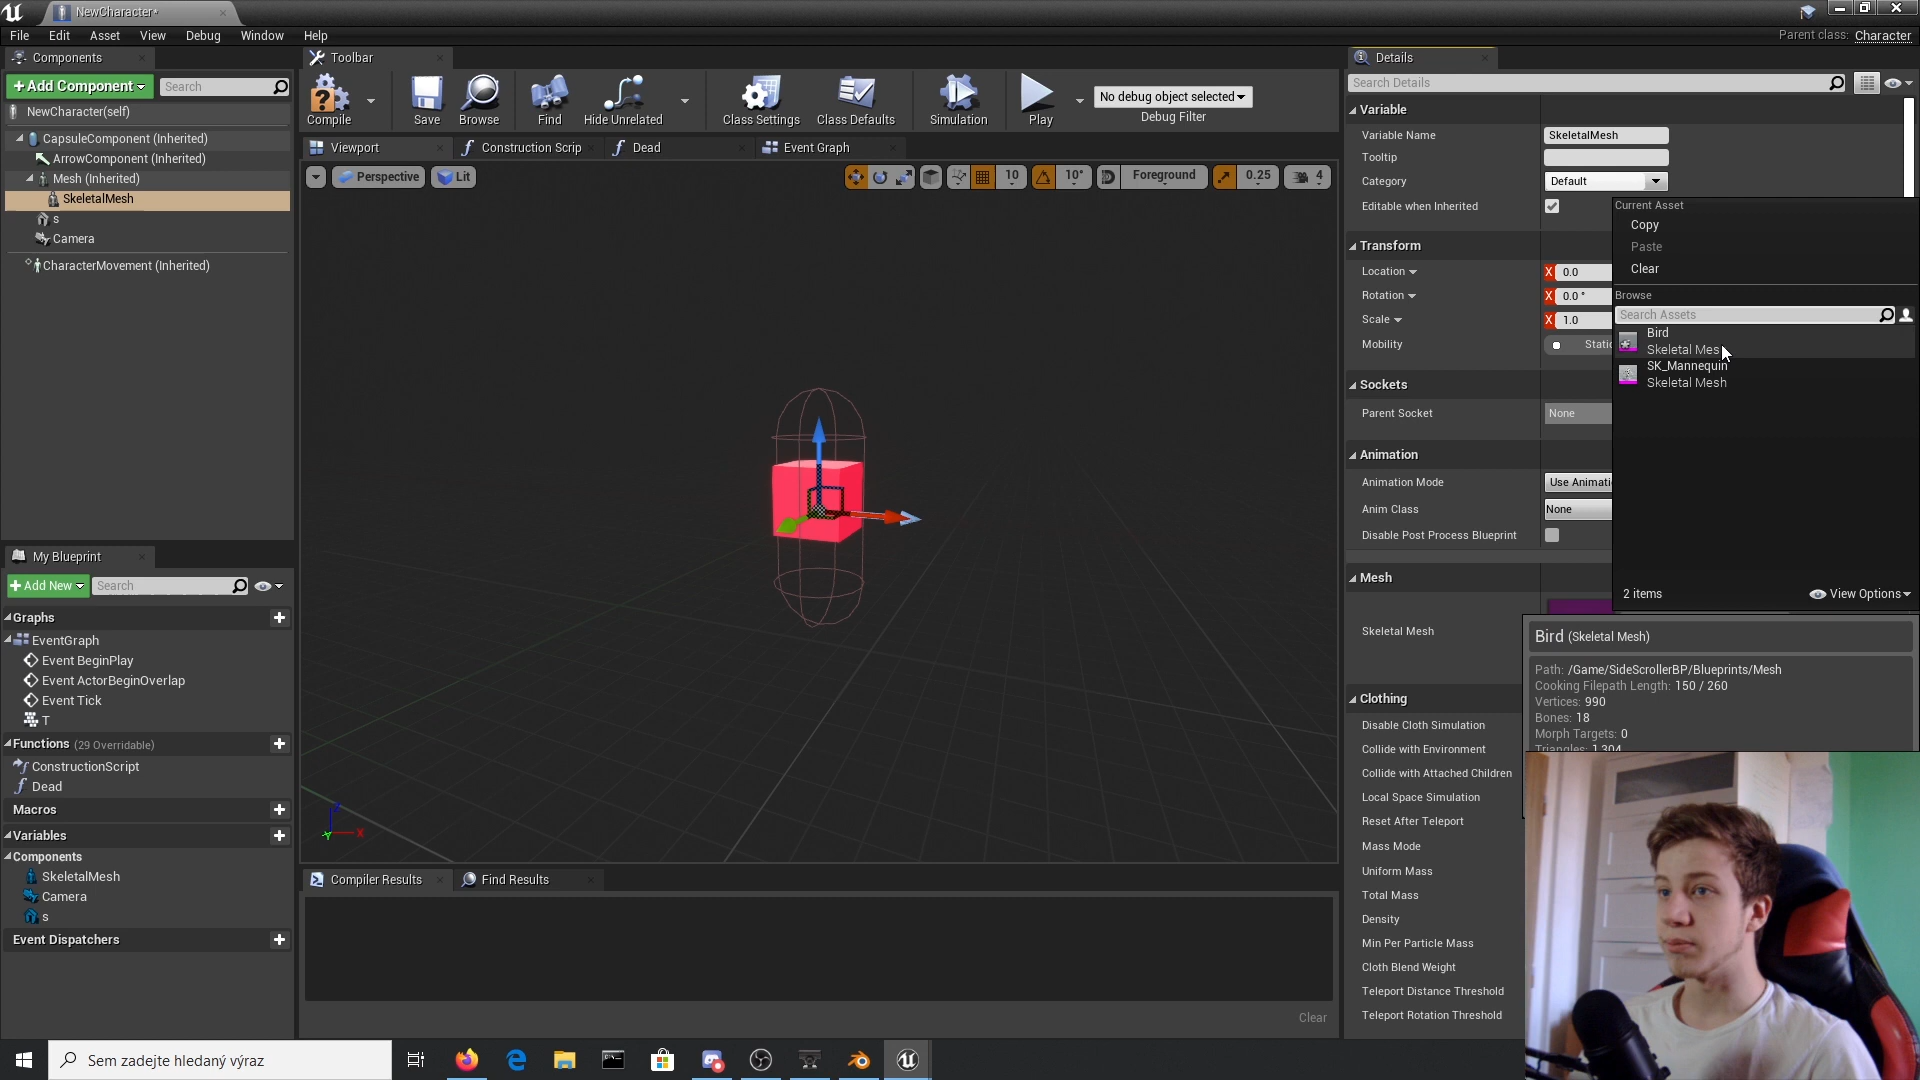 NewCharacter*
File Edit Asset View Debug Window Help
Parent class: Character
Components
+Add Component
Search
NewCharacter(self)
CapsuleComponent (Inherited)
ArrowComponent (Inherited)
Mesh (Inherited)
SkeletalMesh
s
Camera
CharacterMovement (Inherited)
My Blueprint
+Add New
Search
Graphs
EventGraph
Event BeginPlay
Event ActorBeginOverlap
Event Tick
T
Functions (29 Overridable)
ConstructionScript
Dead
Macros
Variables
Components
SkeletalMesh
Camera
s
Event Dispatchers
Toolbar
Compile
Save
Browse
Find
Hide Unrelated
Class Settings
Class Defaults
Simulation
Play
No debug object selected
Debug Filter
Viewport
Construction Scrip
Dead
Event Graph
Perspective
Lit
10
10°
Foreground
0.25
4
X
Compiler Results
Find Results
Clear
Details
Search Details
Variable
Variable Name SkeletalMesh
Tooltip
Category Default
Editable when Inherited
Transform
Location X 0.0
Rotation X 0.0 °
Scale X 1.0
Mobility Static
Sockets
Parent Socket None
Animation
Animation Mode Use Animati
Anim Class None
Disable Post Process Blueprint
Mesh
Skeletal Mesh
Clothing
Disable Cloth Simulation
Collide with Environment
Collide with Attached Children
Local Space Simulation
Reset After Teleport
Mass Mode
Uniform Mass
Total Mass
Density
Min Per Particle Mass
Cloth Blend Weight
Teleport Distance Threshold
Teleport Rotation Threshold
Current Asset
Copy
Paste
Clear
Browse
Search Assets
Bird
Skeletal Mes
SK_Mannequin
Skeletal Mesh
2 items
View Options
Bird (Skeletal Mesh)
Path: /Game/SideScrollerBP/Blueprints/Mesh
Cooking Filepath Length: 150 / 260
Vertices: 990
Bones: 18
Morph Targets: 0
Triangles: 1,304
Sem zadejte hledaný výraz